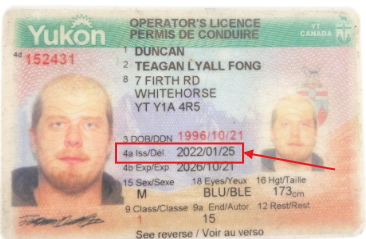 Yukon
OPERATOR'S LICENCE
PERMIS DE CONDUIRE
YT
CANADA
4d 152431
1 DUNCAN
2 TEAGAN LYALL FONG
8 7 FIRTH RD
WHITEHORSE
YT Y1A 4R5
3 DOB/DDN 1996/10/21
4a Iss/Dél. 2022/01/25
4b Exp/Exp. 2026/10/21
15 Sex/Sexe 18 Eyes/Yeux 16 Hgt/Taille
M BLU/BLE 173cm
9 Class/Classe 9a End/Autor 12 Rest/Rest
1 15
See reverse / Voir au verso